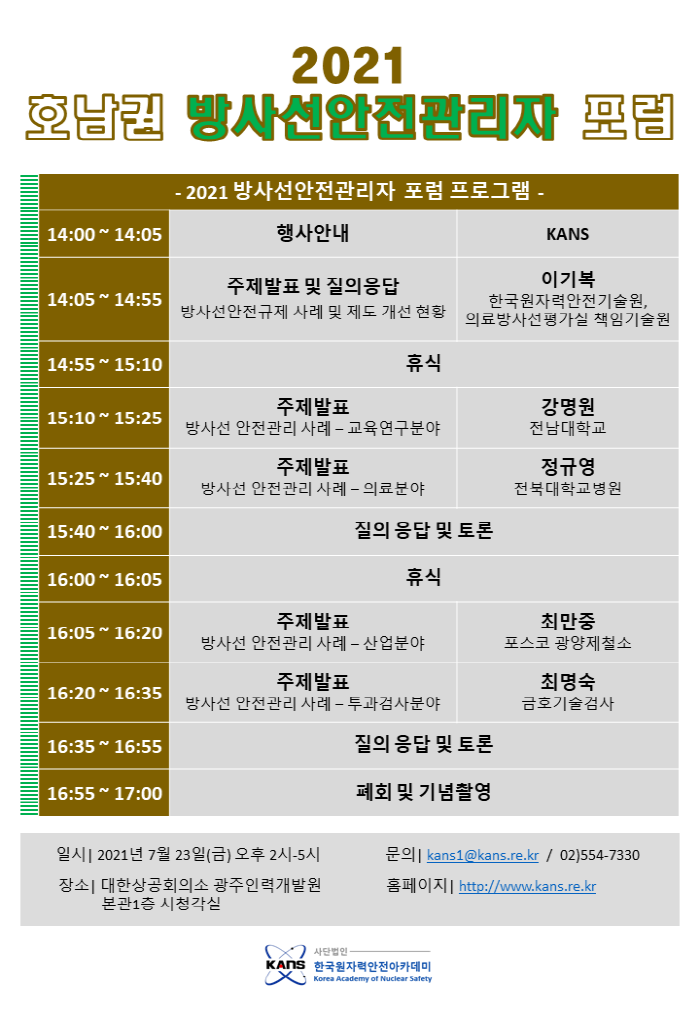 2021
호남권 방사선안전관리자 포럼
- 2021 방사선안전관리자 포럼 프로그램 -
14:00 ~ 14:05 행사안내 KANS
14:05 ~ 14:55 주제발표 및 질의응답 이기복
방사선안전규제 사례 및 제도 개선 현황 한국원자력안전기술원,
의료방사선평가실 책임기술원
14:55 ~ 15:10 휴식
15:10 ~ 15:25 주제발표 강명원
방사선 안전관리 사례 – 교육연구분야 전남대학교
15:25 ~ 15:40 주제발표 정규영
방사선 안전관리 사례 – 의료분야 전북대학교병원
15:40 ~ 16:00 질의 응답 및 토론
16:00 ~ 16:05 휴식
16:05 ~ 16:20 주제발표 최만중
방사선 안전관리 사례 – 산업분야 포스코 광양제철소
16:20 ~ 16:35 주제발표 최명숙
방사선 안전관리 사례 – 투과검사분야 금호기술검사
16:35 ~ 16:55 질의 응답 및 토론
16:55 ~ 17:00 폐회 및 기념촬영
일시| 2021년 7월 23일(금) 오후 2시-5시 문의| kans1@kans.re.kr / 02)554-7330
장소| 대한상공회의소 광주인력개발원 홈페이지| http://www.kans.re.kr
본관1층 시청각실
사단법인
KANS 한국원자력안전아카데미
Korea Academy of Nuclear Safety